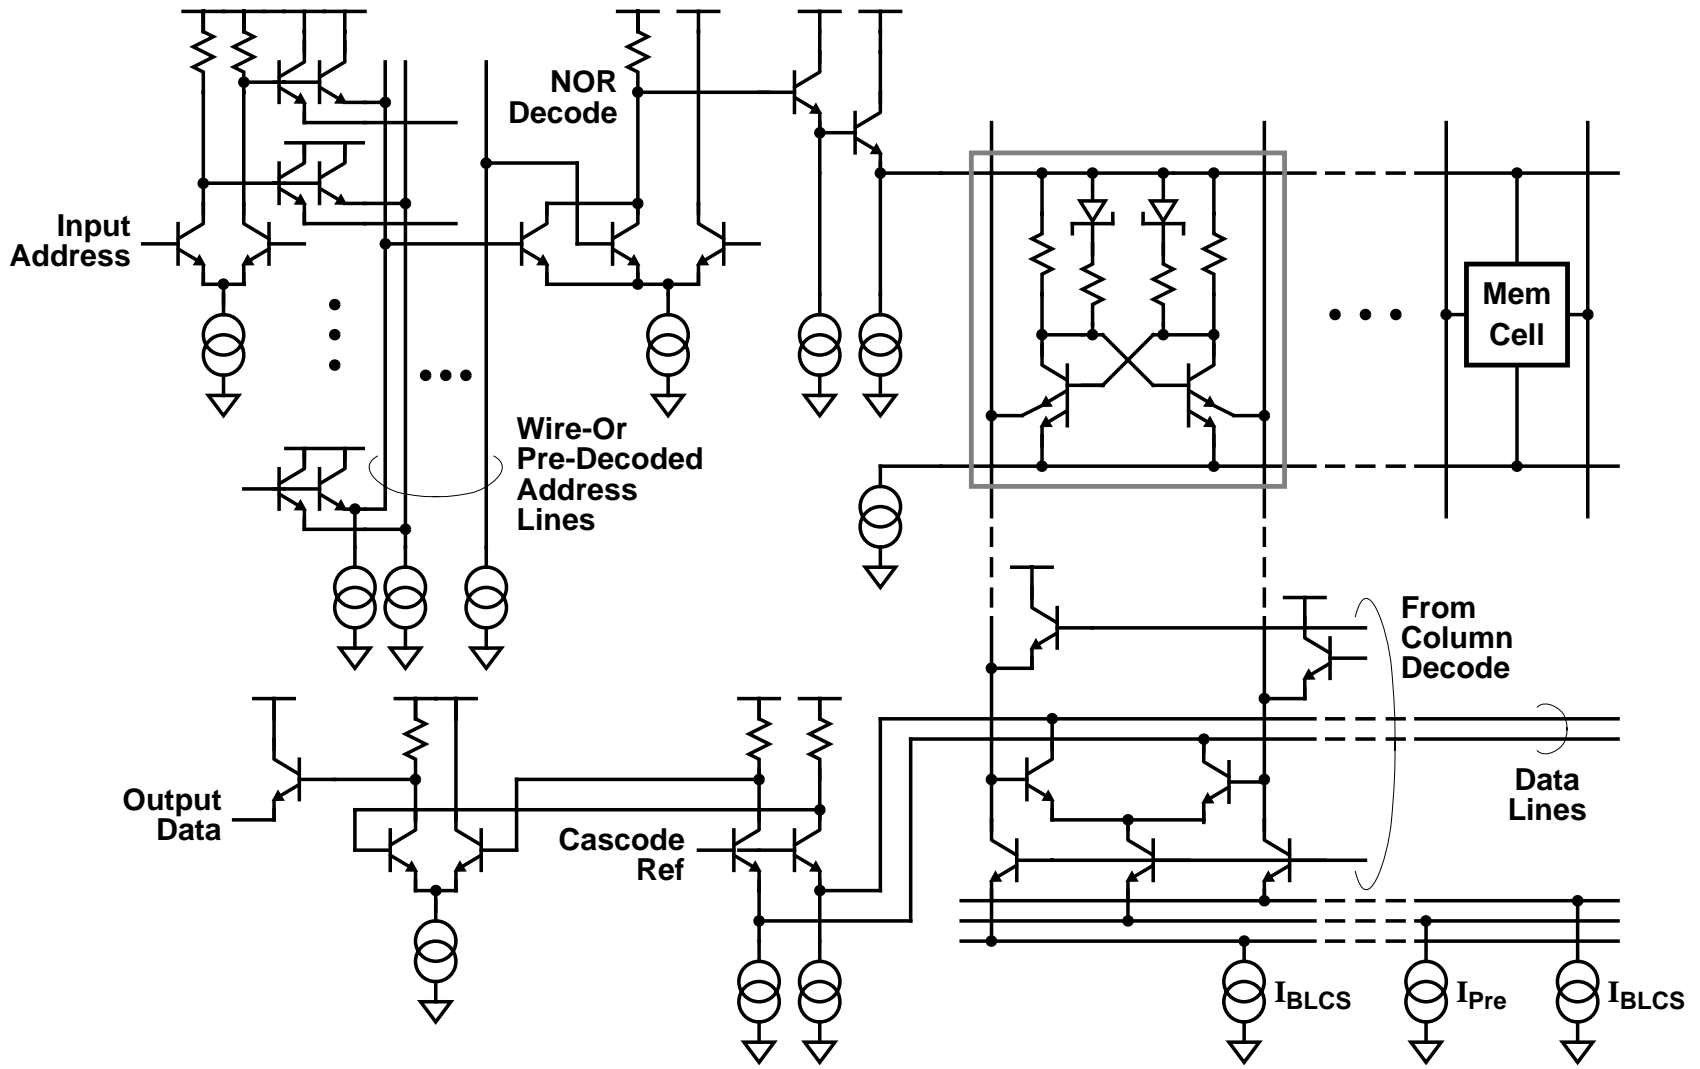 NOR
Decode
Input
Address
Mem
Cell
Wire-Or
Pre-Decoded
Address
Lines
From
Column
Decode
Output
Data
Cascode
Ref
Data
Lines
IBLCS
IPre
IBLCS